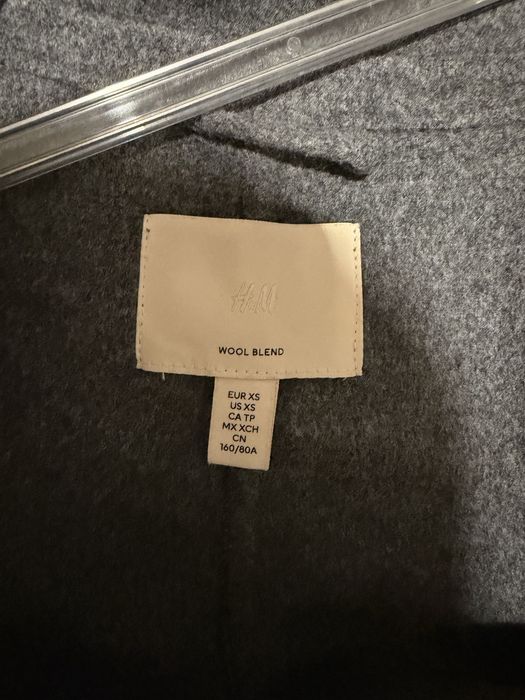 H&M
WOOL BLEND
EUR XS
US XS
CA TP
MX XCH
CN
160/80A